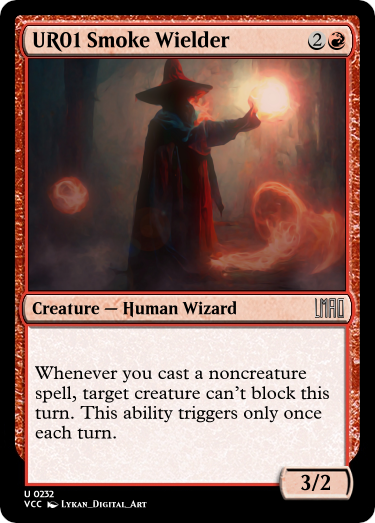 UR01 Smoke Wielder 2
Creature — Human Wizard LMAO
Whenever you cast a noncreature
spell, target creature can't block this
turn. This ability triggers only once
each turn.
3/2
U 0232
VCC Lykan_Digital_Art